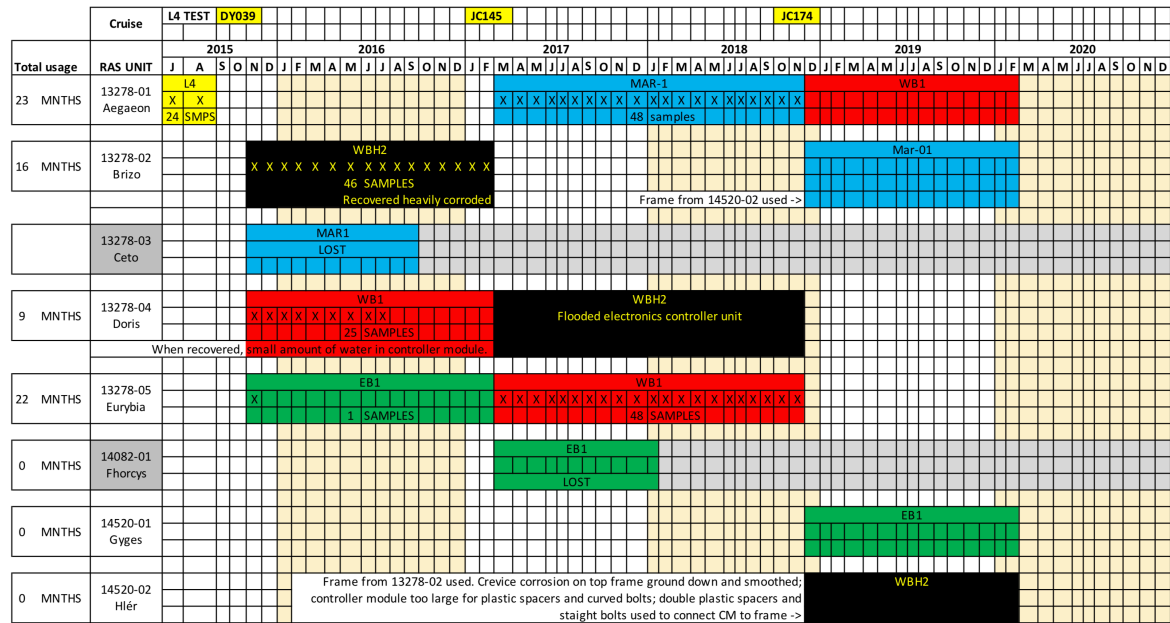 Cruise L4 TEST DY039 JC145 JC174
2015 2016 2017 2018 2019 2020
Total usage RAS UNIT J A S O N D J F M A M J J A S O N D J F M A M J J A S O N D J F M A M J J A S O N D J F M A M J J A S O N D J F M A M J J A S O N D
L4 MAR-1 WB1
23 MNTHS 13278-01 Aegaeon X X X X X X X X X X X X X X X X X X X X X X X
24 SMPS 48 samples
WBH2 Mar-01
16 MNTHS 13278-02 Brizo X X X X X X X X X X X X X X X X
46 SAMPLES
Recovered heavily corroded Frame from 14520-02 used ->
MAR1
13278-03 Ceto LOST
WB1 WBH2
9 MNTHS 13278-04 Doris X X X X X X X X X Flooded electronics controller unit
25 SAMPLES
When recovered, small amount of water in controller module.
EB1 WB1
22 MNTHS 13278-05 Eurybia X X X X X X X X X X X X X X X X X X X X X X
1 SAMPLES 48 SAMPLES
EB1
0 MNTHS 14082-01 Fhorcys
LOST
EB1
0 MNTHS 14520-01 Gyges
Frame from 13278-02 used. Crevice corrosion on top frame ground down and smoothed; WBH2
0 MNTHS 14520-02 Hlér controller module too large for plastic spacers and curved bolts; double plastic spacers and
staight bolts used to connect CM to frame ->